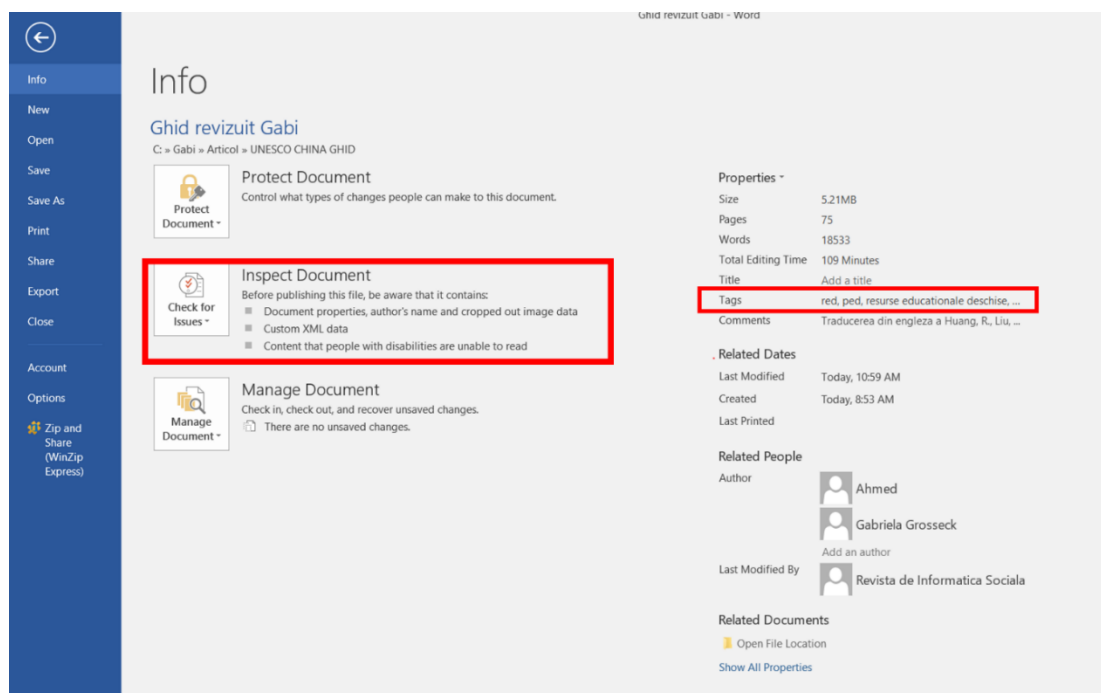 Ghid revizuit Gabi - Word
Info
New
Open
Save
Save As
Print
Share
Export
Close
Account
Options
Zip and
Share
(WinZip
Express)
Info
Ghid revizuit Gabi
C: » Gabi » Articol » UNESCO CHINA GHID
Protect
Document
Protect Document
Control what types of changes people can make to this document.
Check for
Issues
Inspect Document
Before publishing this file, be aware that it contains:
Document properties, author's name and cropped out image data
Custom XML data
Content that people with disabilities are unable to read
Manage
Document
Manage Document
Check in, check out, and recover unsaved changes.
There are no unsaved changes.
Properties
Size 5.21MB
Pages 75
Words 18533
Total Editing Time 109 Minutes
Title Add a title
Tags red, ped, resurse educationale deschise, ...
Comments Traducerea din engleza a Huang, R., Liu, ...
Related Dates
Last Modified Today, 10:59 AM
Created Today, 8:53 AM
Last Printed
Related People
Author Ahmed
Gabriela Grosseck
Add an author
Last Modified By Revista de Informatica Sociala
Related Documents
Open File Location
Show All Properties